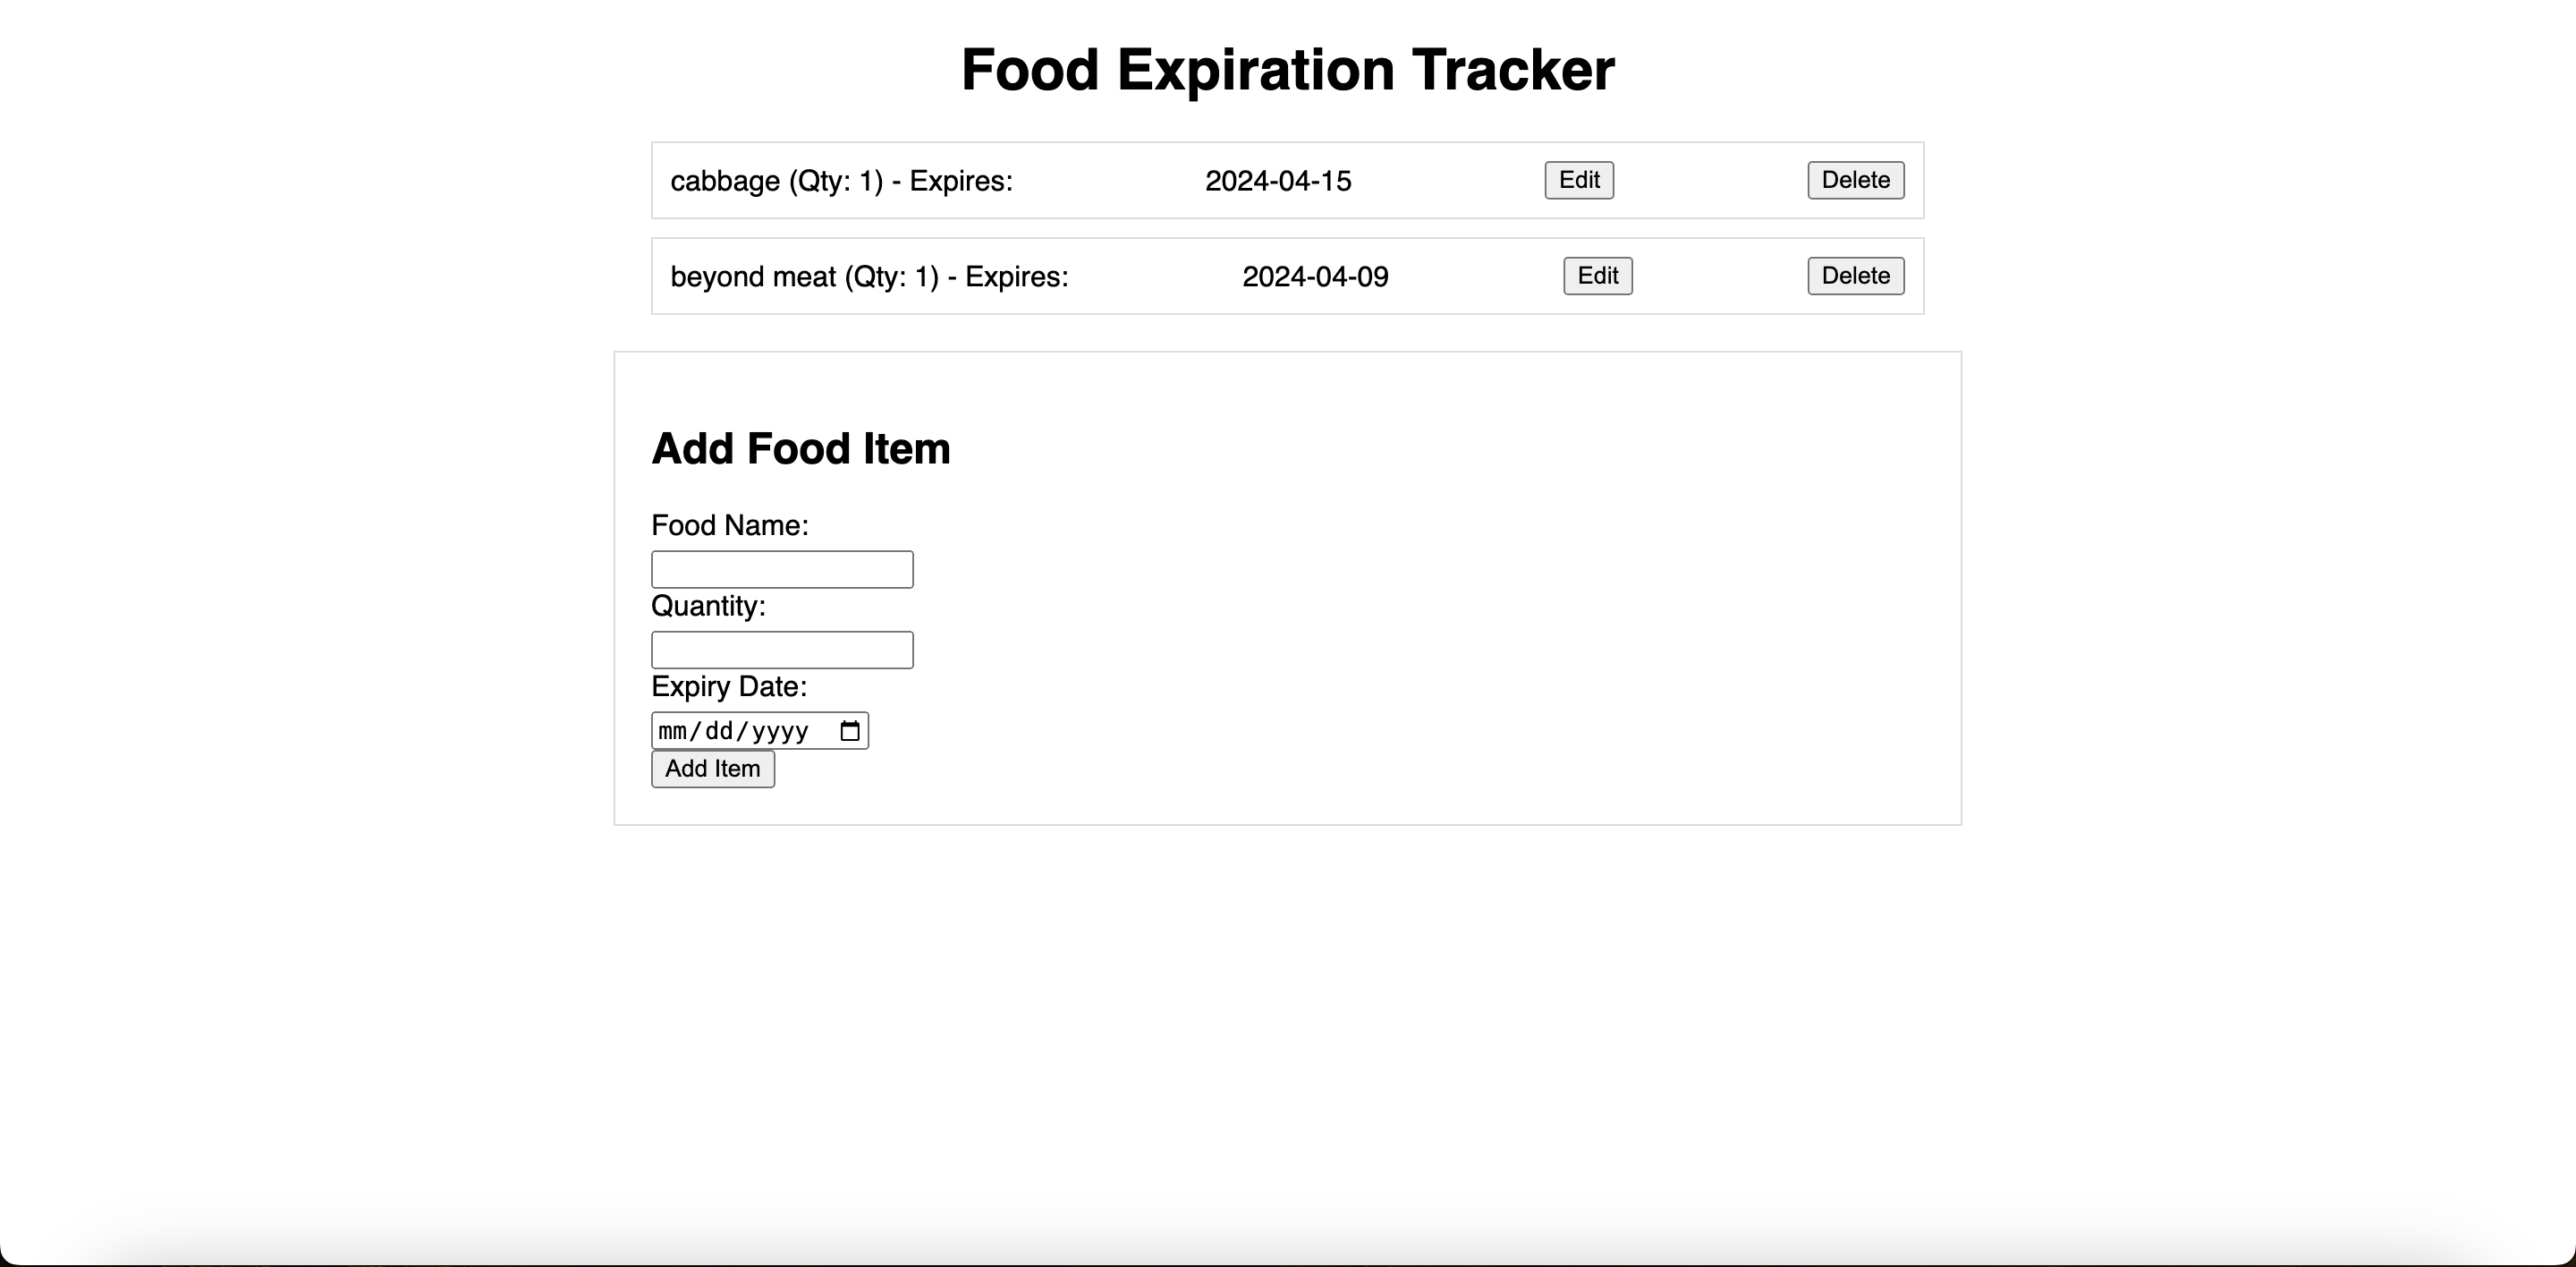 Food Expiration Tracker
cabbage (Qty: 1) - Expires: 2024-04-15 Edit Delete
beyond meat (Qty: 1) - Expires: 2024-04-09 Edit Delete
Add Food Item
Food Name:
Quantity:
Expiry Date:
mm/dd/yyyy
Add Item